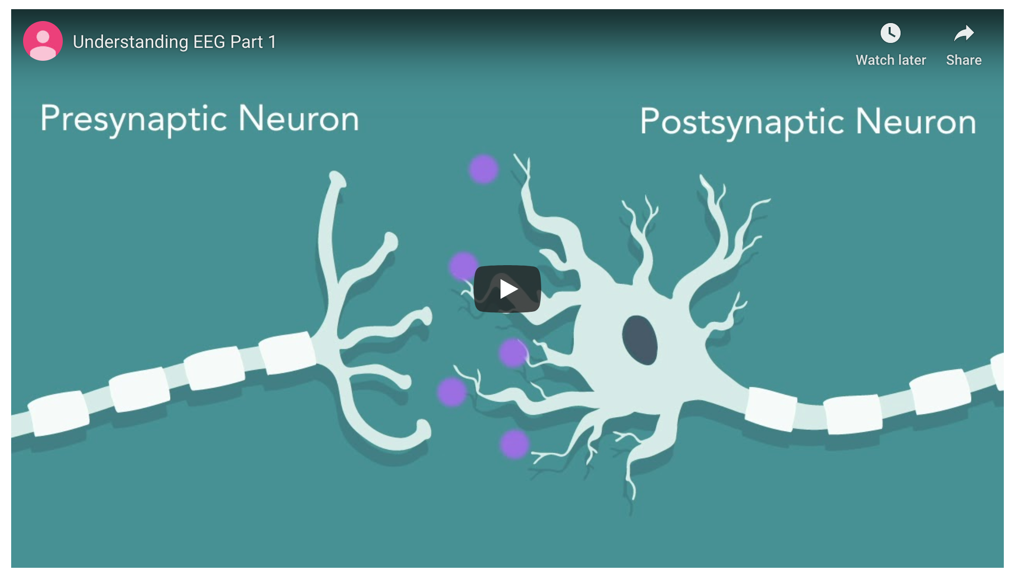 Understanding EEG Part 1
Watch later
Share
Presynaptic Neuron
Postsynaptic Neuron